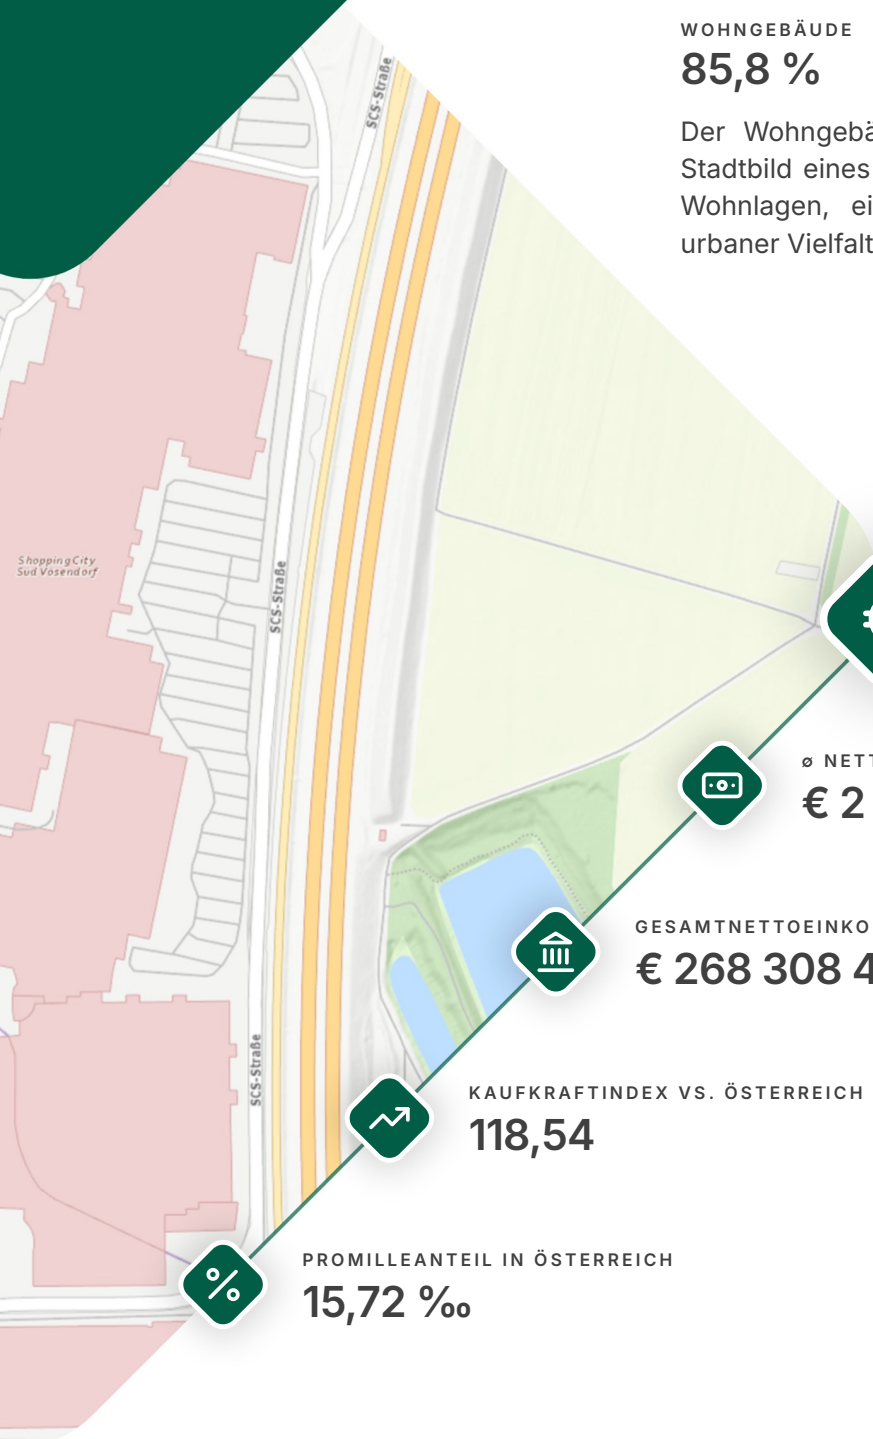 WOHNGEBÄUDE
85,8 %
Der Wohngebä
Stadtbild eines
Wohnlagen, ei
urbaner Vielfalt
SCS-Straße
Shopping City
Süd Vösendorf
SCS-Straße
ø NETT
€ 2
GESAMTNETTOEINKO
€ 268 308 4
SCS-Straße
KAUFKRAFTINDEX VS. ÖSTERREICH
118,54
PROMILLEANTEIL IN ÖSTERREICH
15,72 ‰